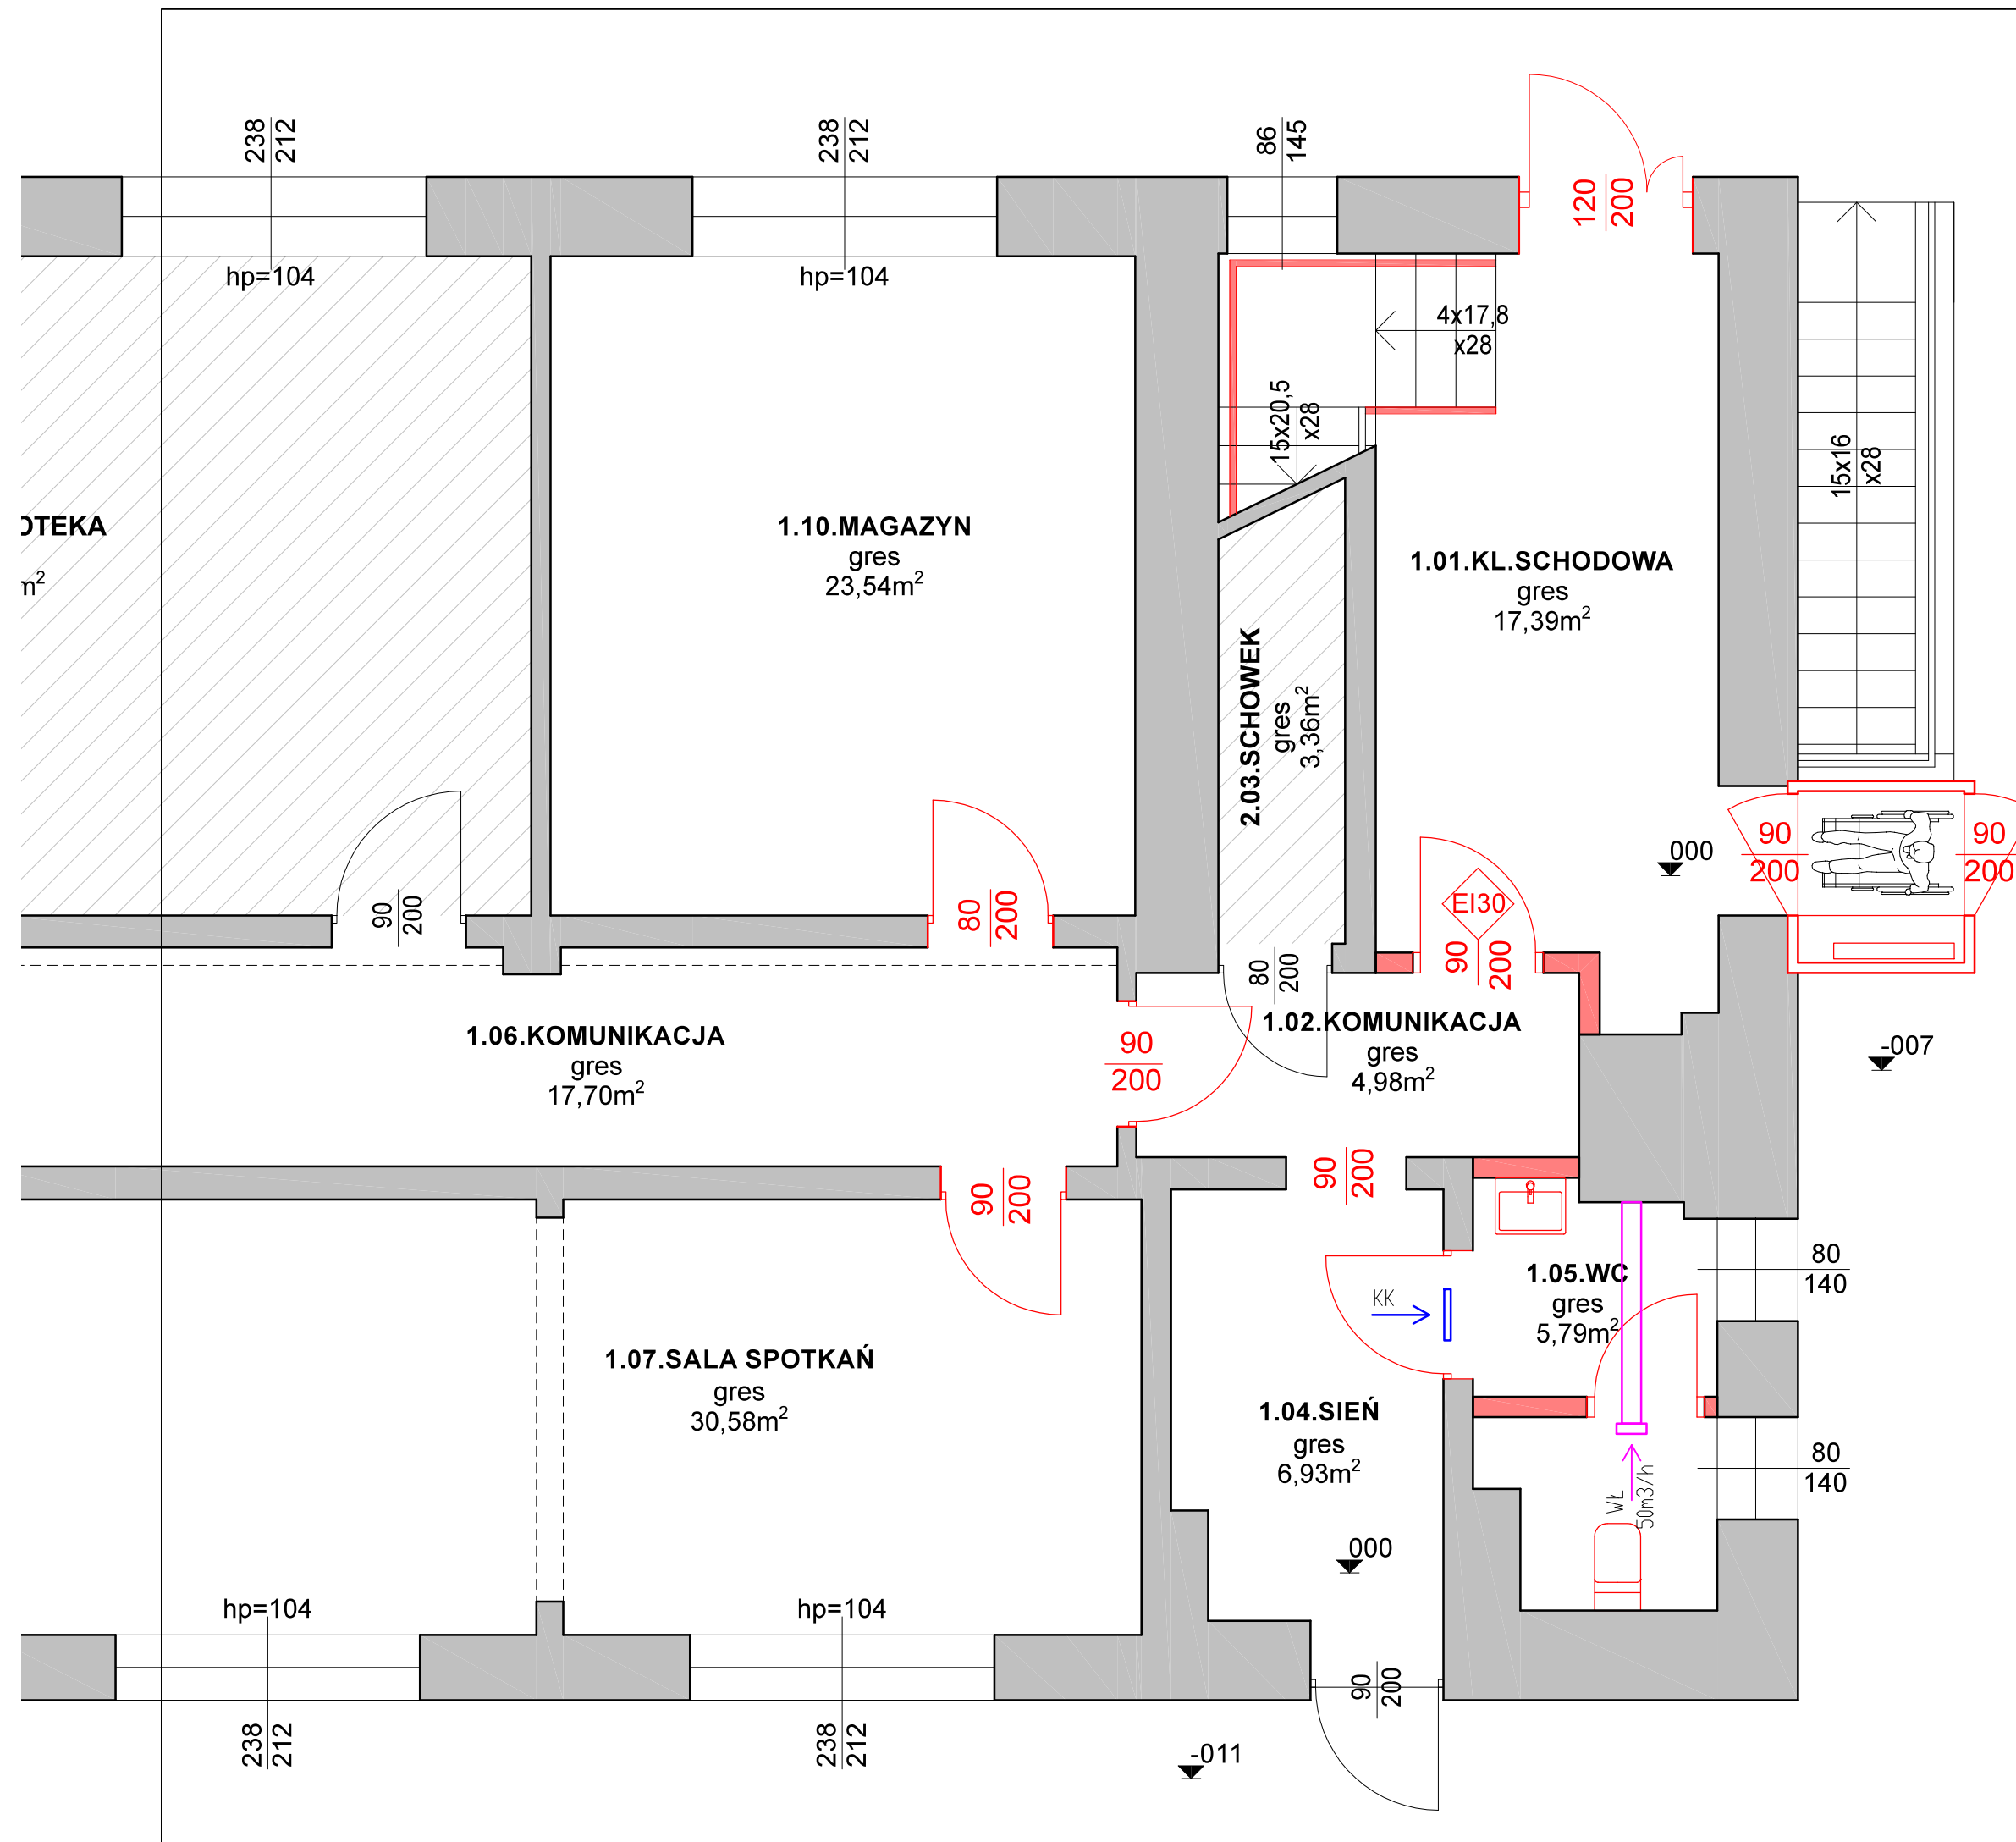 238
212
238
212
86
145
120
200
hp=104
hp=104
4x17,8
x28
15x20,5
x28
15x16
x28
OTEKA
m²
1.10.MAGAZYN
gres
23,54m²
1.01.KL.SCHODOWA
gres
17,39m²
2.03.SCHOWEK
gres
3,36m²
000
90
200
90
200
90
200
80
200
EI30
90
200
80
200
1.06.KOMUNIKACJA
gres
17,70m²
90
200
1.02.KOMUNIKACJA
gres
4,98m²
-007
90
200
90
200
1.05.WC
gres
5,79m²
80
140
KK
1.07.SALA SPOTKAŃ
gres
30,58m²
1.04.SIEŃ
gres
6,93m²
80
140
WŁ
50m3/h
000
hp=104
hp=104
90
200
238
212
238
212
-011